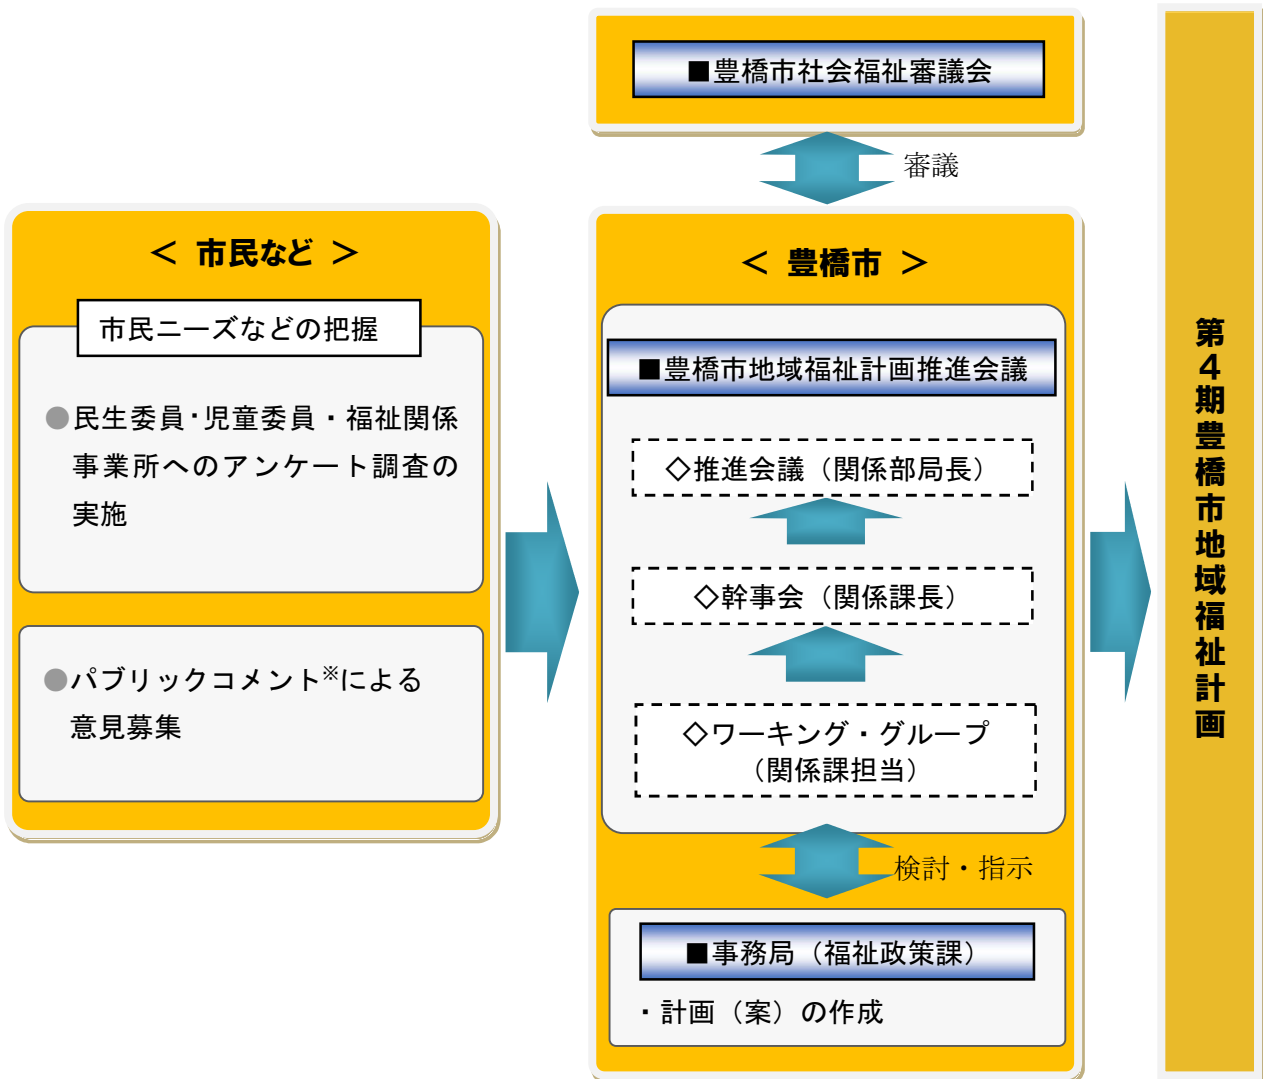 ■豊橋市社会福祉審議会
審議
＜ 市民など ＞
市民ニーズなどの把握
●民生委員・児童委員・福祉関係
事業所へのアンケート調査の
実施
●パブリックコメント※による
意見募集
＜ 豊橋市 ＞
■豊橋市地域福祉計画推進会議
◇推進会議（関係部局長）
◇幹事会（関係課長）
◇ワーキング・グループ
（関係課担当）
検討・指示
■事務局（福祉政策課）
・計画（案）の作成
第４期豊橋市地域福祉計画